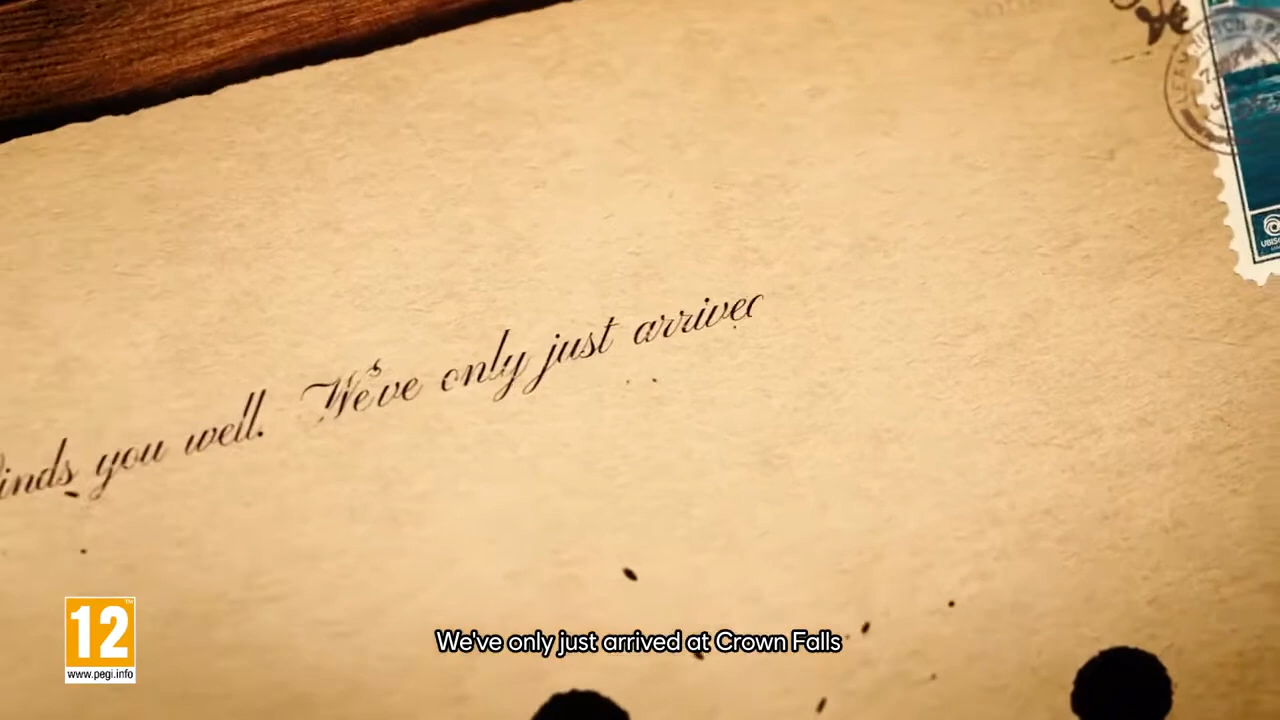 inds you well. We've only just arrived
We've only just arrived at Crown Falls
12
www.pegi.info